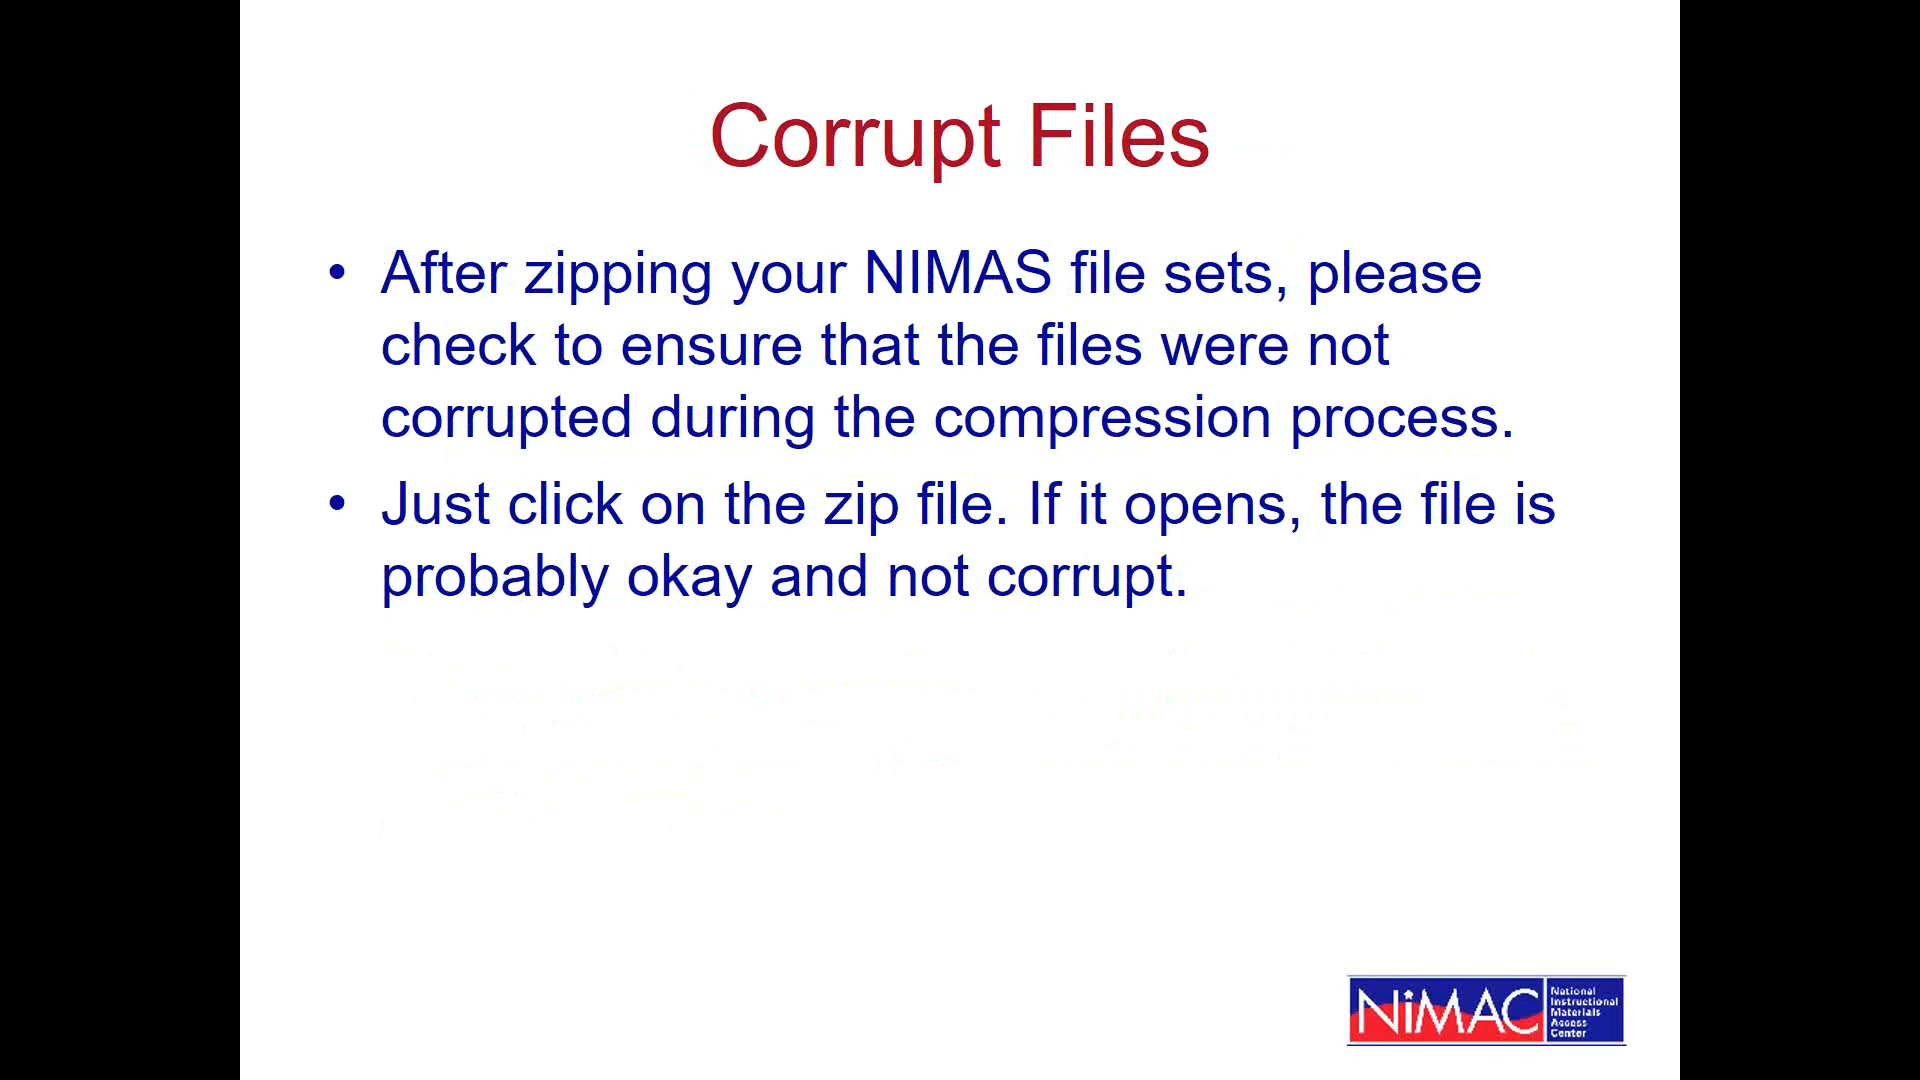 Corrupt Files
• After zipping your NIMAS file sets, please
check to ensure that the files were not
corrupted during the compression process.
• Just click on the zip file. If it opens, the file is
probably okay and not corrupt.
NiMAC
National
Instructional
Materials
Access
Center